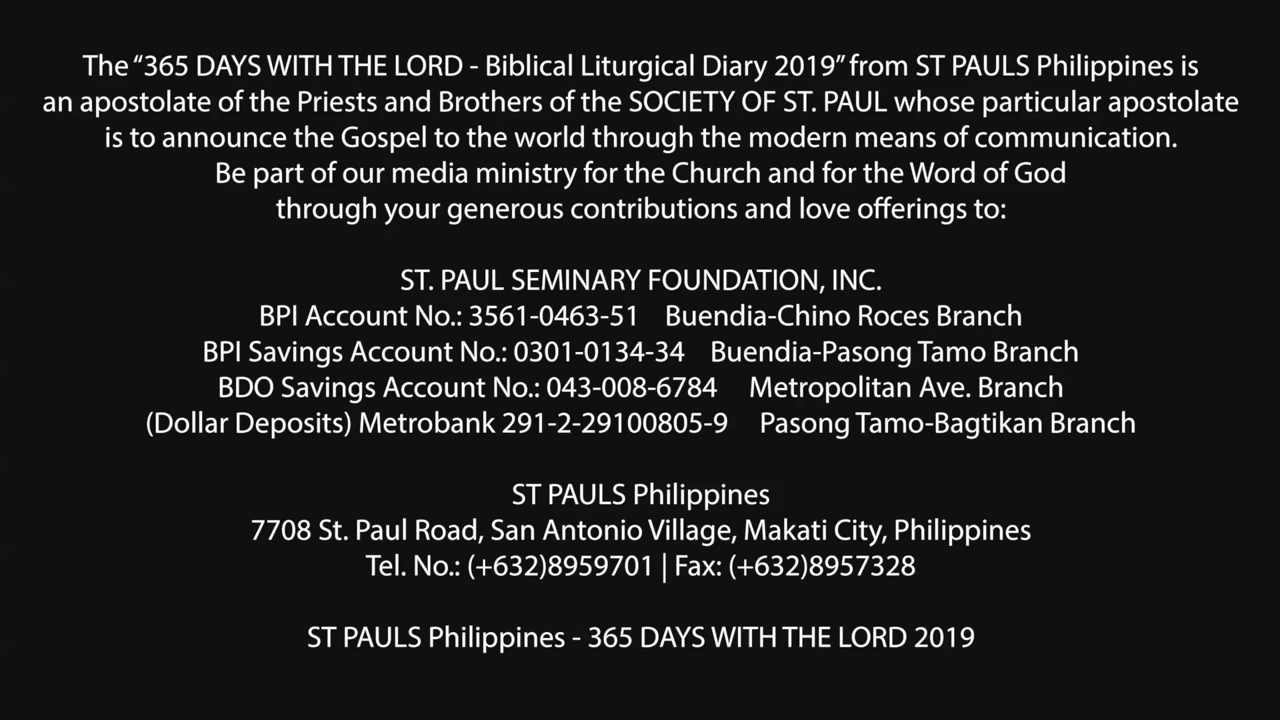 The “365 DAYS WITH THE LORD - Biblical Liturgical Diary 2019” from ST PAULS Philippines is
an apostolate of the Priests and Brothers of the SOCIETY OF ST. PAUL whose particular apostolate
is to announce the Gospel to the world through the modern means of communication.
Be part of our media ministry for the Church and for the Word of God
through your generous contributions and love offerings to:
ST. PAUL SEMINARY FOUNDATION, INC.
BPI Account No.: 3561-0463-51 Buendia-Chino Roces Branch
BPI Savings Account No.: 0301-0134-34 Buendia-Pasong Tamo Branch
BDO Savings Account No.: 043-008-6784 Metropolitan Ave. Branch
(Dollar Deposits) Metrobank 291-2-29100805-9 Pasong Tamo-Bagtikan Branch
ST PAULS Philippines
7708 St. Paul Road, San Antonio Village, Makati City, Philippines
Tel. No.: (+632)8959701 | Fax: (+632)8957328
ST PAULS Philippines - 365 DAYS WITH THE LORD 2019